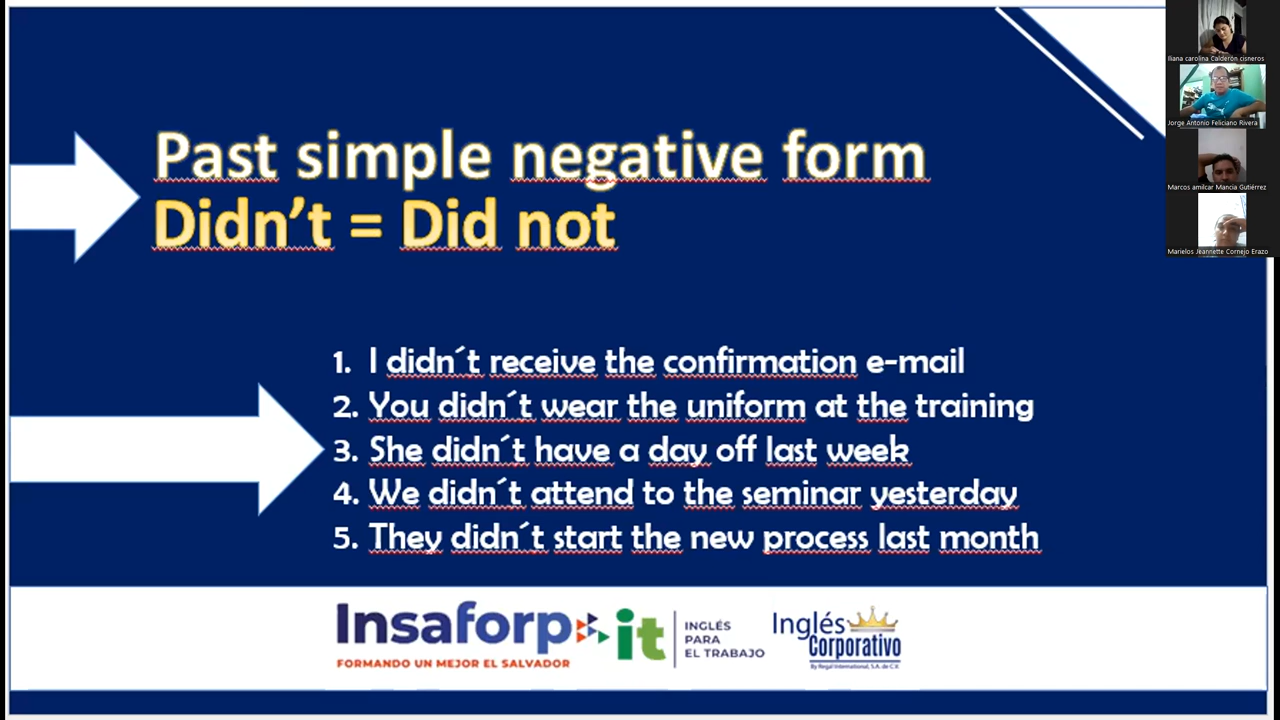 Past simple negative form
Didn’t = Did not
1. I didn´t receive the confirmation e-mail
2. You didn´t wear the uniform at the training
3. She didn´t have a day off last week
4. We didn´t attend to the seminar yesterday
5. They didn´t start the new process last month
Insaforp
FORMANDO UN MEJOR EL SALVADOR
it
INGLÉS
PARA
EL TRABAJO
Inglés
Corporativo
By Regal International, S.A. de C.V.
Iliana carolina Calderón cisneros
Jorge Antonio Feliciano Rivera
Marcos amilcar Mancia Gutiérrez
Marielos Jeannette Cornejo Erazo